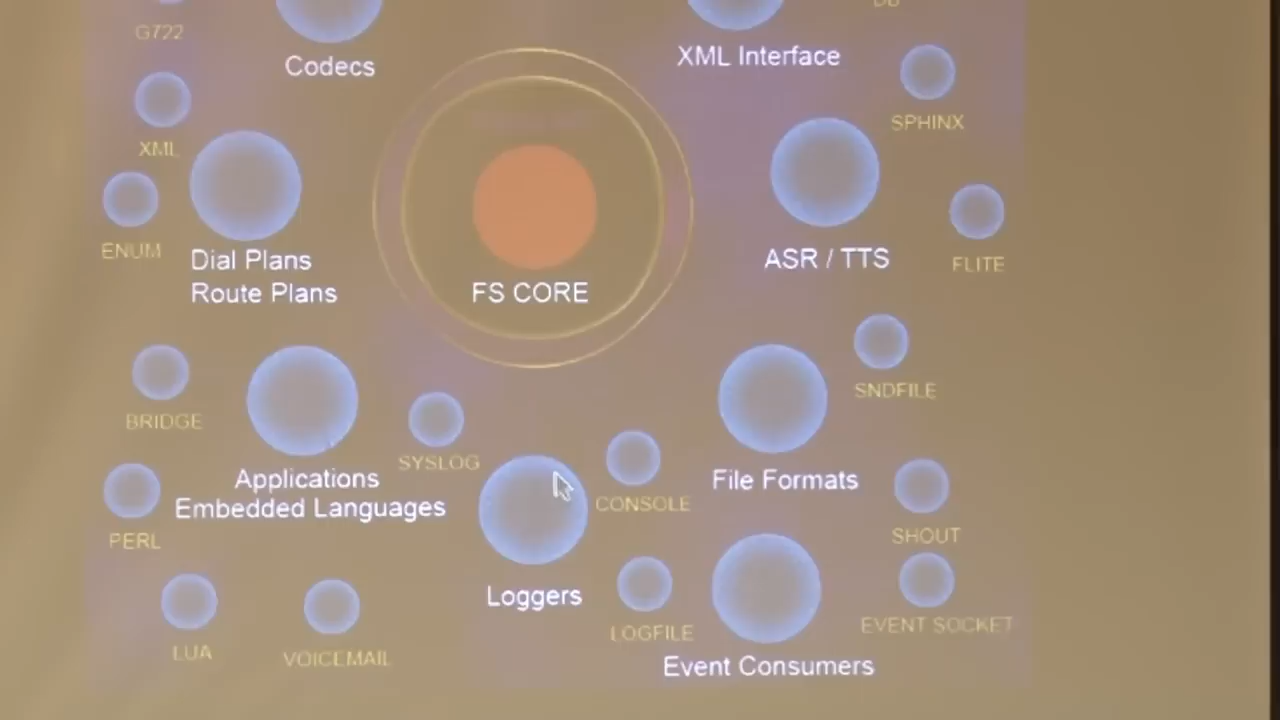 DB
G722
Codecs
XML Interface
SPHINX
XML
ENUM
Dial Plans
Route Plans
FS CORE
ASR / TTS
FLITE
SNDFILE
BRIDGE
SYSLOG
Applications
Embedded Languages
CONSOLE
File Formats
PERL
SHOUT
Loggers
LOGFILE
EVENT SOCKET
LUA
VOICEMAIL
Event Consumers